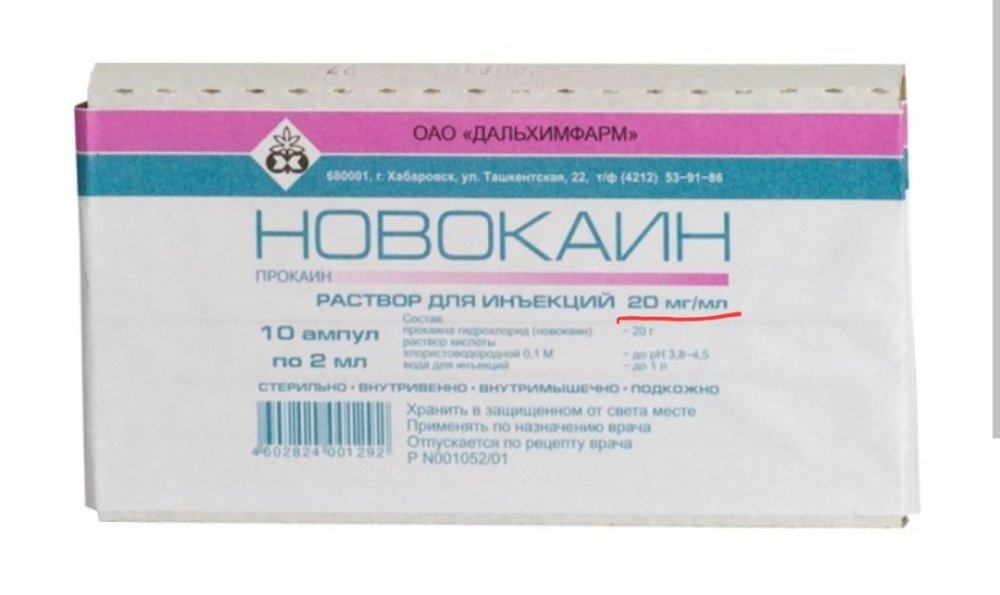 ОАО «ДАЛЬХИМФАРМ»
680001, г. Хабаровск, ул. Ташкентская, 22, т/ф (4212) 53-91-86
НОВОКАИН
ПРОКАИН
РАСТВОР ДЛЯ ИНЪЕКЦИЙ 20 мг/мл
10 ампул
по 2 мл
Состав
прокаина гидрохлорид (новокаин) - 20 г
раствор кислоты
хлористоводородной 0,1 М - до pH 3,8-4,5
вода для инъекций - до 1 л
СТЕРИЛЬНО • ВНУТРИВЕННО • ВНУТРИМЫШЕЧНО • ПОДКОЖНО
Хранить в защищенном от света месте
Применять по назначению врача
Отпускается по рецепту врача
Р N001052/01
4602824001292